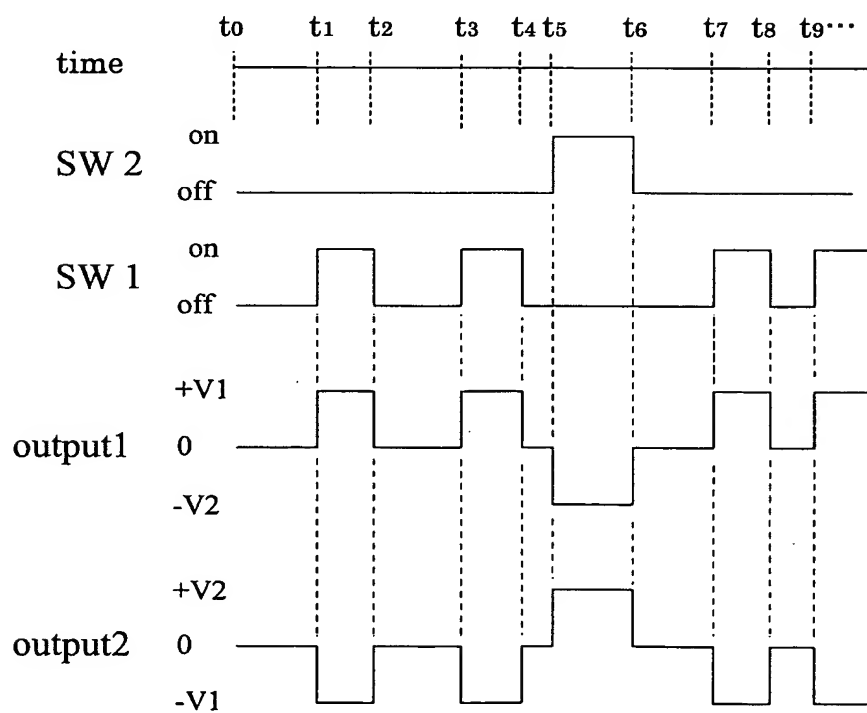 t0 t1 t2 t3 t4 t5 t6 t7 t8 t9...
time
on
SW 2
off
on
SW 1
off
+V1
output1 0
-V2
+V2
output2 0
-V1